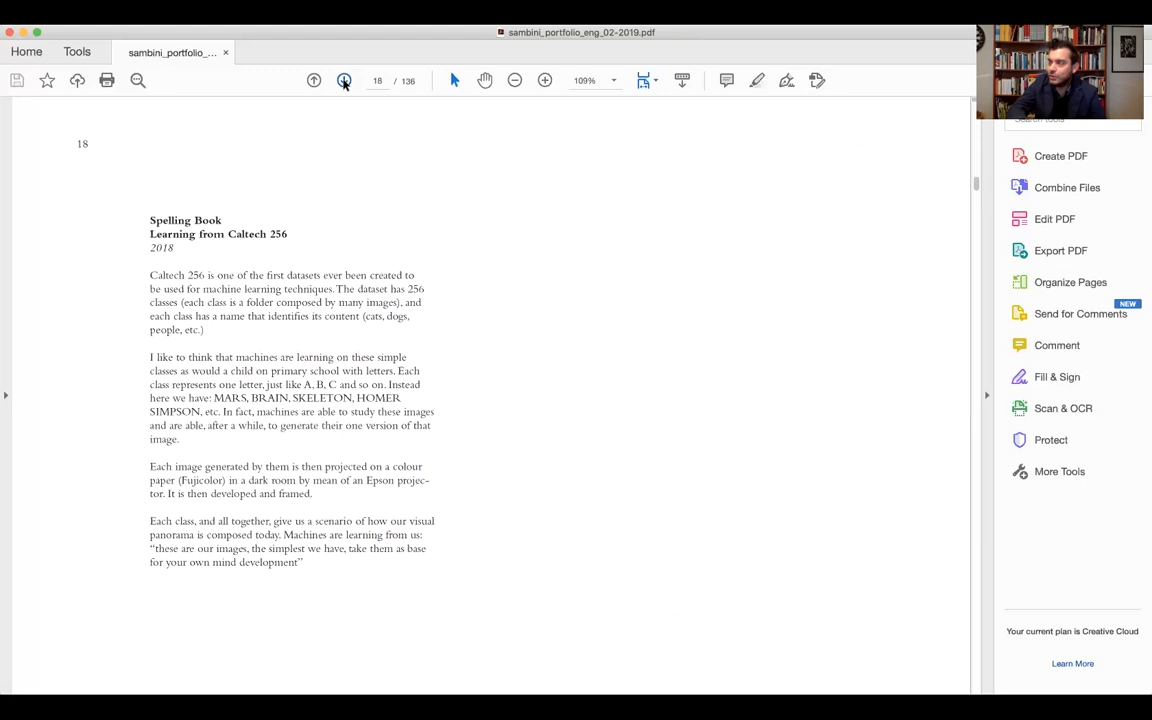 sambini_portfolio_eng_02-2019.pdf
Home
Tools
sambini_portfolio_...
18 / 136
109%
18
Spelling Book
Learning from Caltech 256
2018
Caltech 256 is one of the first datasets ever been created to
be used for machine learning techniques. The dataset has 256
classes (each class is a folder composed by many images), and
each class has a name that identifies its content (cats, dogs,
people, etc.)
I like to think that machines are learning on these simple
classes as would a child on primary school with letters. Each
class represents one letter, just like A, B, C and so on. Instead
here we have: MARS, BRAIN, SKELETON, HOMER
SIMPSON, etc. In fact, machines are able to study these images
and are able, after a while, to generate their one version of that
image.
Each image generated by them is then projected on a colour
paper (Fujicolor) in a dark room by mean of an Epson projec-
tor. It is then developed and framed.
Each class, and all together, give us a scenario of how our visual
panorama is composed today. Machines are learning from us:
“these are our images, the simplest we have, take them as base
for your own mind development”
Search tools
Create PDF
Combine Files
Edit PDF
Export PDF
Organize Pages
NEW
Send for Comments
Comment
Fill & Sign
Scan & OCR
Protect
More Tools
Your current plan is Creative Cloud
Learn More